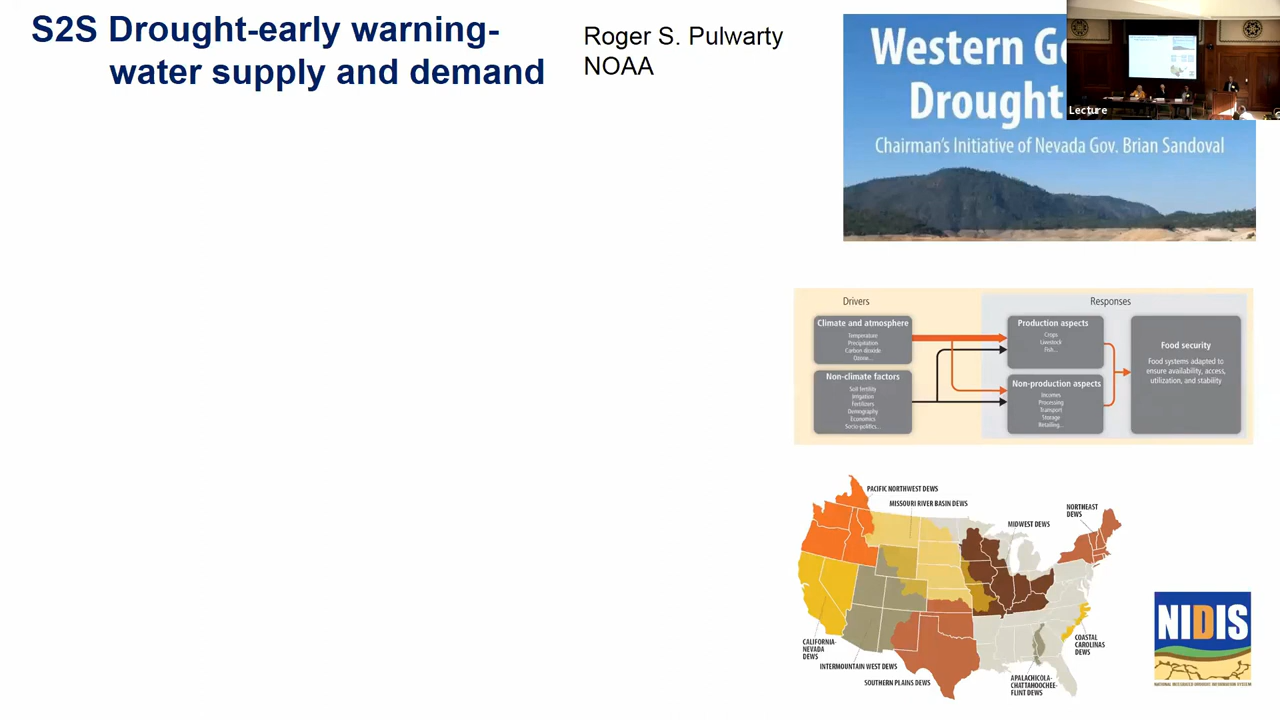 S2S Drought-early warning-
water supply and demand
Roger S. Pulwarty
NOAA
Western Go
Drought
Chairman's Initiative of Nevada Gov. Brian Sandoval
Lecture
Drivers
Responses
Climate and atmosphere
Temperature
Precipitation
Carbon dioxide
Ozone...
Non-climate factors
Soil fertility
Irrigation
Fertilizers
Demography
Economics
Socio-politics...
Production aspects
Crops
Livestock
Fish...
Non-production aspects
Incomes
Processing
Transport
Storage
Retailing...
Food security
Food systems adapted to
ensure availability, access,
utilization, and stability
PACIFIC NORTHWEST DEWS
MISSOURI RIVER BASIN DEWS
MIDWEST DEWS
NORTHEAST
DEWS
CALIFORNIA-
NEVADA
DEWS
INTERMOUNTAIN WEST DEWS
SOUTHERN PLAINS DEWS
APALACHICOLA-
CHATTAHOOCHEE-
FLINT DEWS
COASTAL
CAROLINAS
DEWS
NIDIS
NATIONAL INTEGRATED DROUGHT INFORMATION SYSTEM